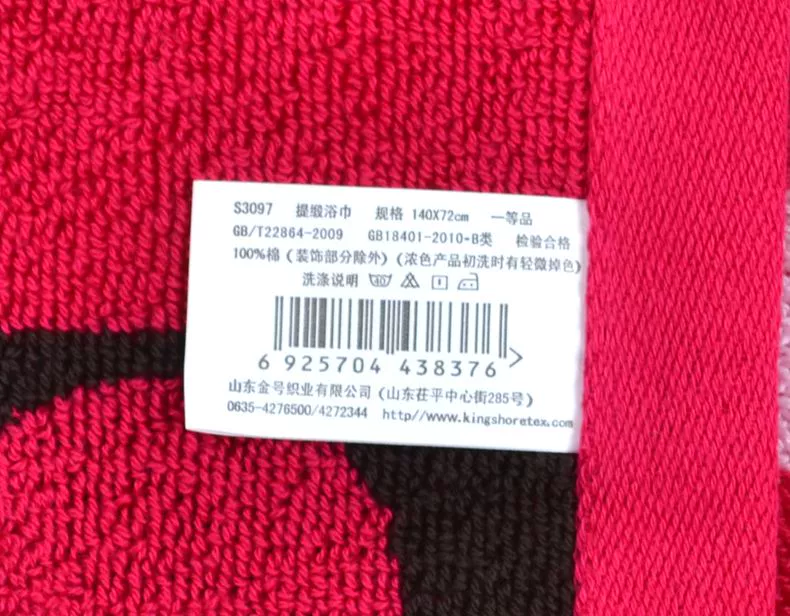 S3097 提缎浴巾 规格 140X72cm 一等品
GB/T22864-2009 GB18401-2010-B类 检验合格
100%棉（装饰部分除外）（浓色产品初洗时有轻微掉色）
洗涤说明
6 925704 438376 >
山东金号织业有限公司（山东茌平中心街285号）
0635-4276500/4272344 http//www.kingshoretex.com